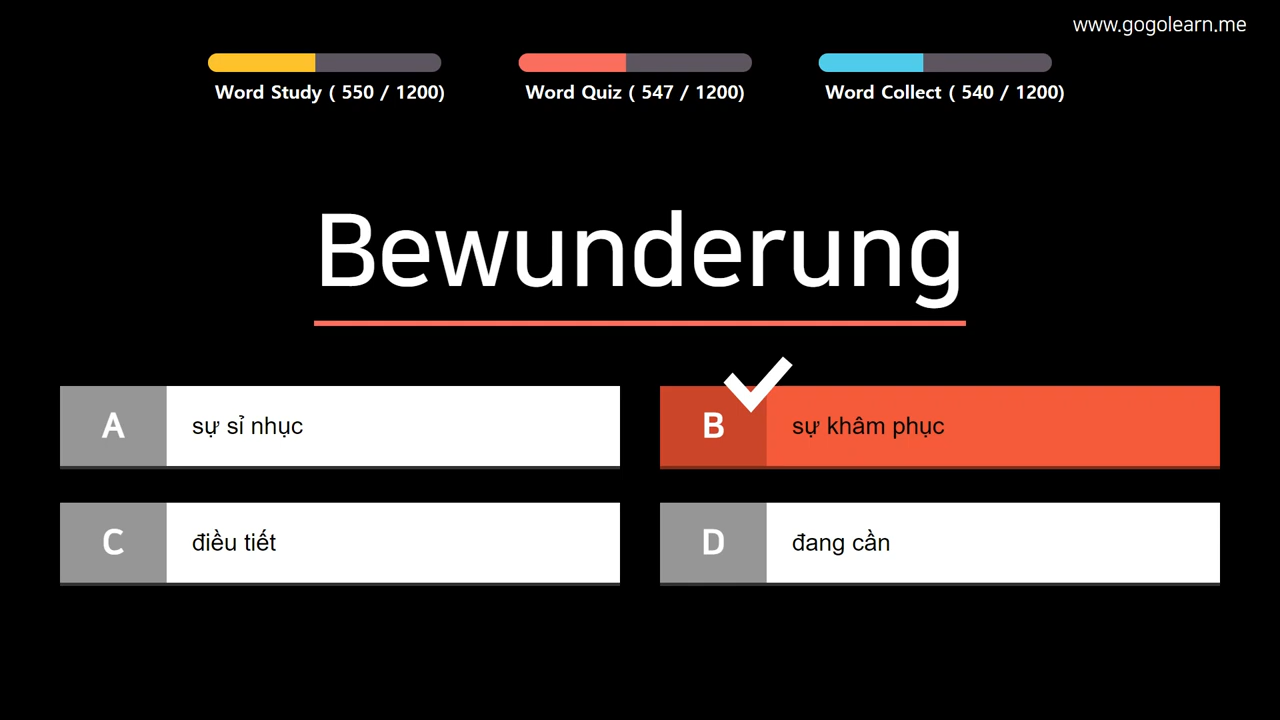 www.gogolearn.me
Word Study ( 550 / 1200)
Word Quiz ( 547 / 1200)
Word Collect ( 540 / 1200)
Bewunderung
A sự sỉ nhục
B sự khâm phục
C điều tiết
D đang cần